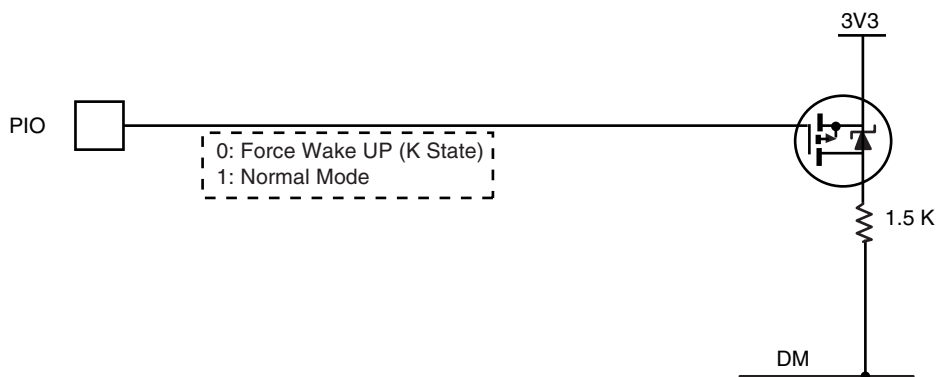 3V3
PIO
0: Force Wake UP (K State)
1: Normal Mode
1.5 K
DM